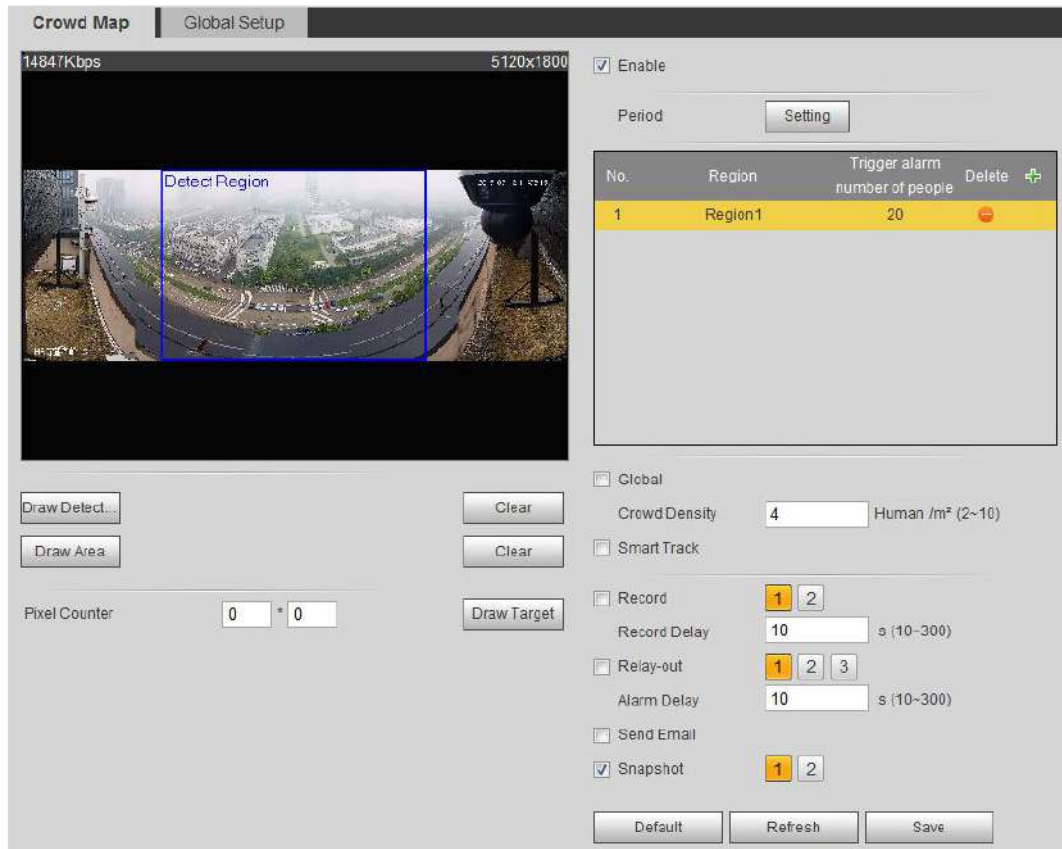 Crowd Map
Global Setup
14847Kbps
5120x1800
Detect Region
Draw Detect...
Clear
Draw Area
Clear
Pixel Counter
0 * 0
Draw Target
Enable
Period
Setting
No.
Region
Trigger alarm
number of people
Delete
1
Region1
20
Global
Crowd Density
4
Human /m² (2~10)
Smart Track
Record
1 2
Record Delay
10
s (10~300)
Relay-out
1 2 3
Alarm Delay
10
s (10~300)
Send Email
Snapshot
1 2
Default
Refresh
Save